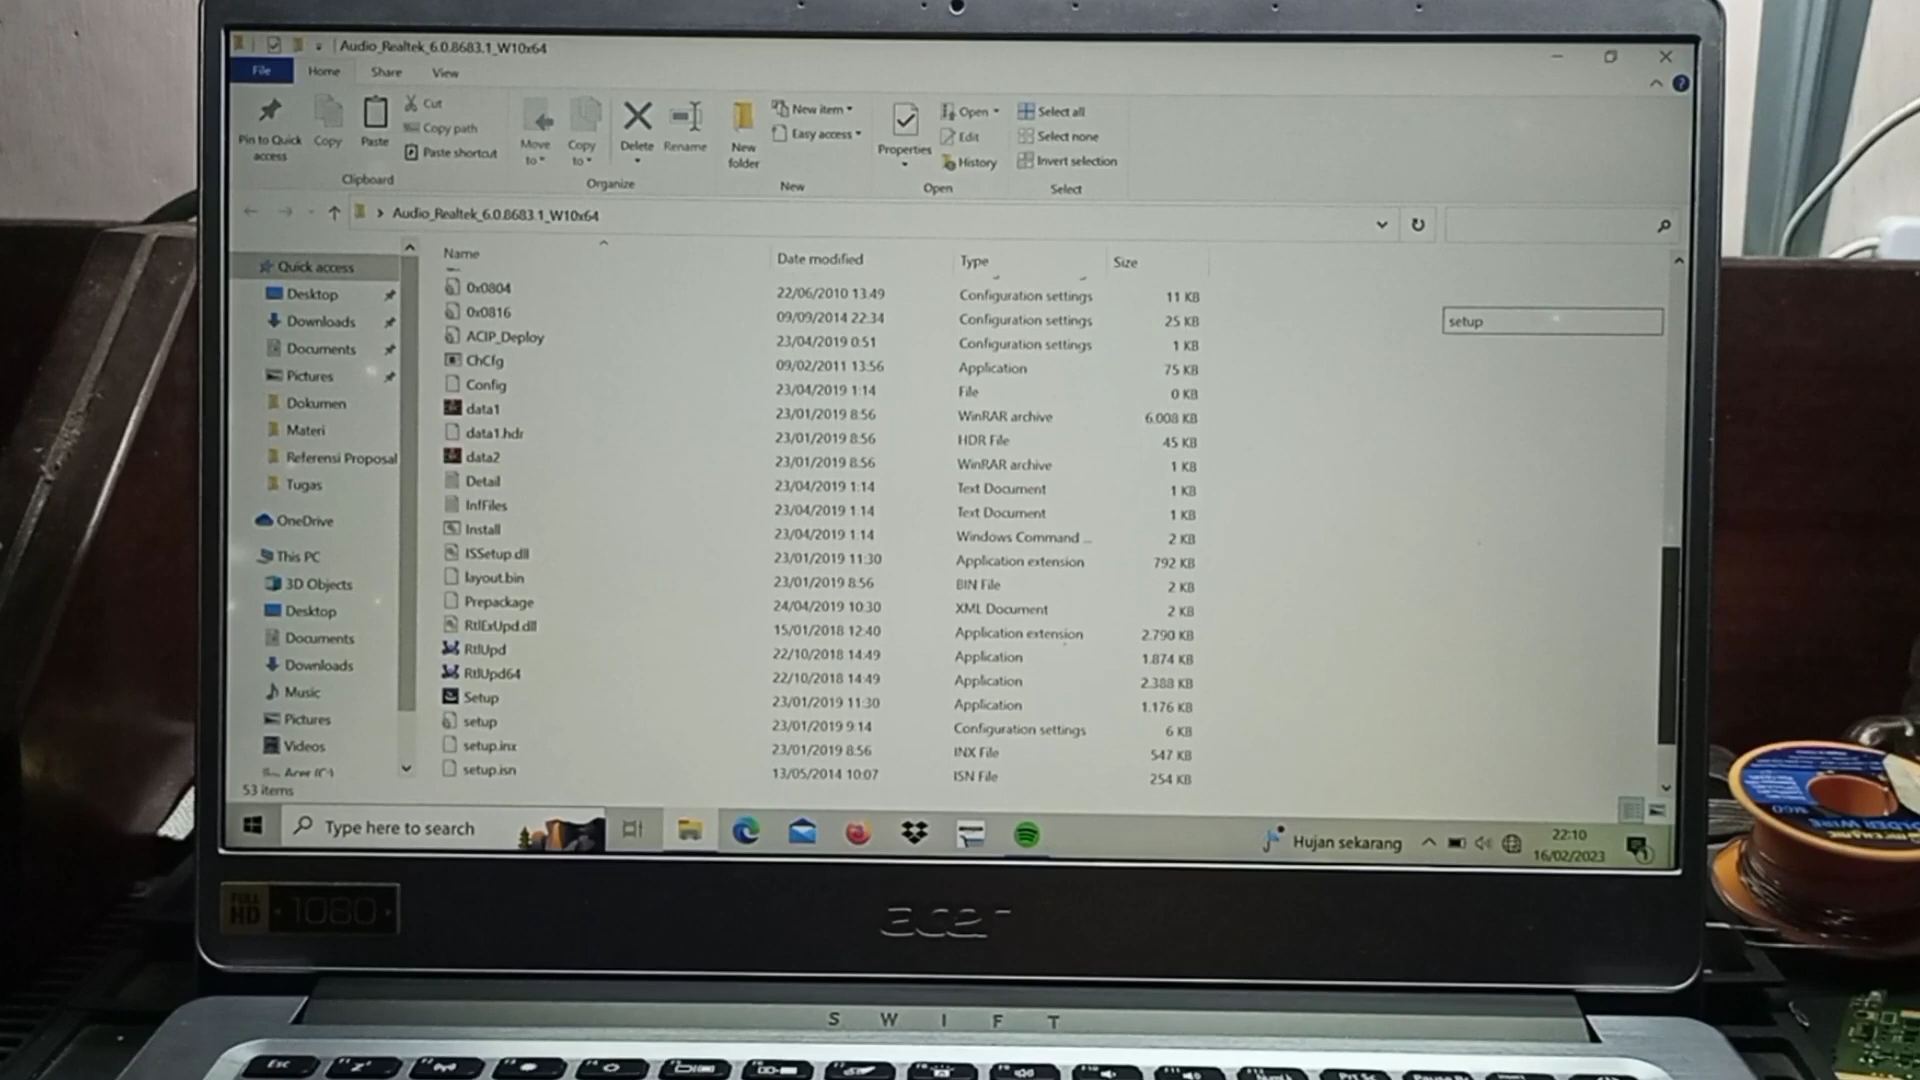 Audio_Realtek_6.0.8683.1_W10x64
File Home Share View
Pin to Quick access
Copy
Paste
Cut
Copy path
Paste shortcut
Clipboard
Move to
Copy to
Delete
Rename
Organize
New folder
New item
Easy access
New
Properties
Open
Edit
History
Open
Select all
Select none
Invert selection
Select
Audio_Realtek_6.0.8683.1_W10x64
Name Date modified Type Size
setup
Quick access
Desktop
Downloads
Documents
Pictures
Dokumen
Materi
Referensi Proposal
Tugas
OneDrive
This PC
3D Objects
Desktop
Documents
Downloads
Music
Pictures
Videos
Acer (C:)
0x0804 22/06/2010 13.49 Configuration settings 11 KB
0x0816 09/09/2014 22.34 Configuration settings 25 KB
ACIP_Deploy 23/04/2019 0:51 Configuration settings 1 KB
ChCfg 09/02/2011 13:56 Application 75 KB
Config 23/04/2019 1:14 File 0 KB
data1 23/01/2019 8:56 WinRAR archive 6.008 KB
data1.hdr 23/01/2019 8:56 HDR File 45 KB
data2 23/01/2019 8:56 WinRAR archive 1 KB
Detail 23/04/2019 1:14 Text Document 1 KB
InfFiles 23/04/2019 1.14 Text Document 1 KB
Install 23/04/2019 1:14 Windows Command ... 2 KB
ISSetup.dll 23/01/2019 11:30 Application extension 792 KB
layout.bin 23/01/2019 8:56 BIN File 2 KB
Prepackage 24/04/2019 10:30 XML Document 2 KB
RtlExUpd.dll 15/01/2018 12:40 Application extension 2.790 KB
RtlUpd 22/10/2018 14:49 Application 1.874 KB
RtlUpd64 22/10/2018 14:49 Application 2.388 KB
Setup 23/01/2019 11:30 Application 1.176 KB
setup 23/01/2019 9:14 Configuration settings 6 KB
setup.inx 23/01/2019 8:56 INX File 547 KB
setup.isn 13/05/2014 10:07 ISN File 254 KB
53 items
Type here to search
Hujan sekarang
22:10
16/02/2023
FULL HD 1080
acer
SWIFT
Esc
SOLDER WIRE